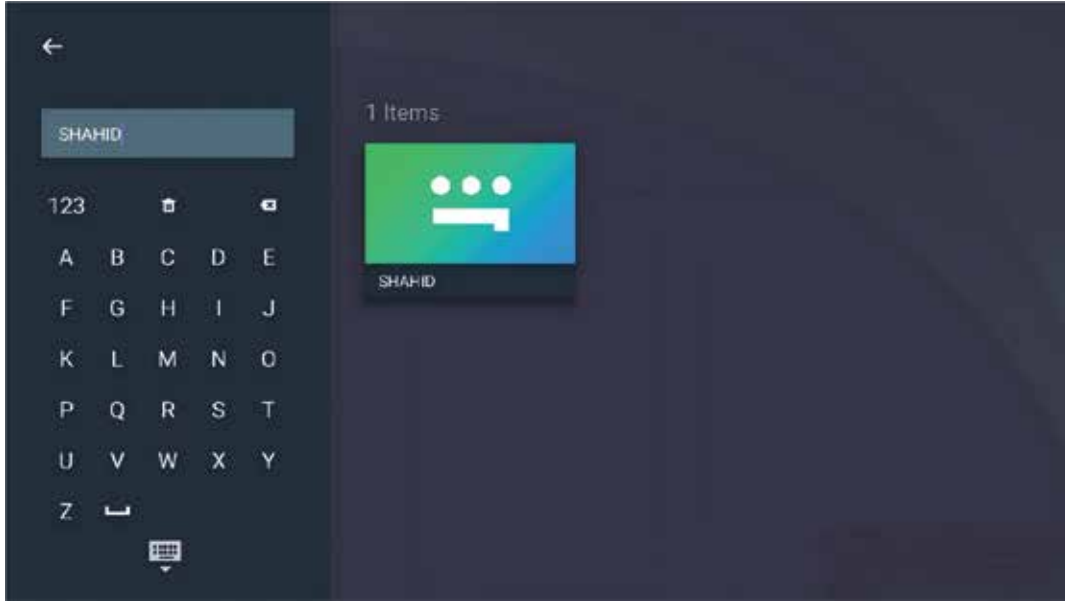 SHAHID
123
A B C D E
F G H I J
K L M N O
P Q R S T
U V W X Y
Z
1 Items
SHAHID